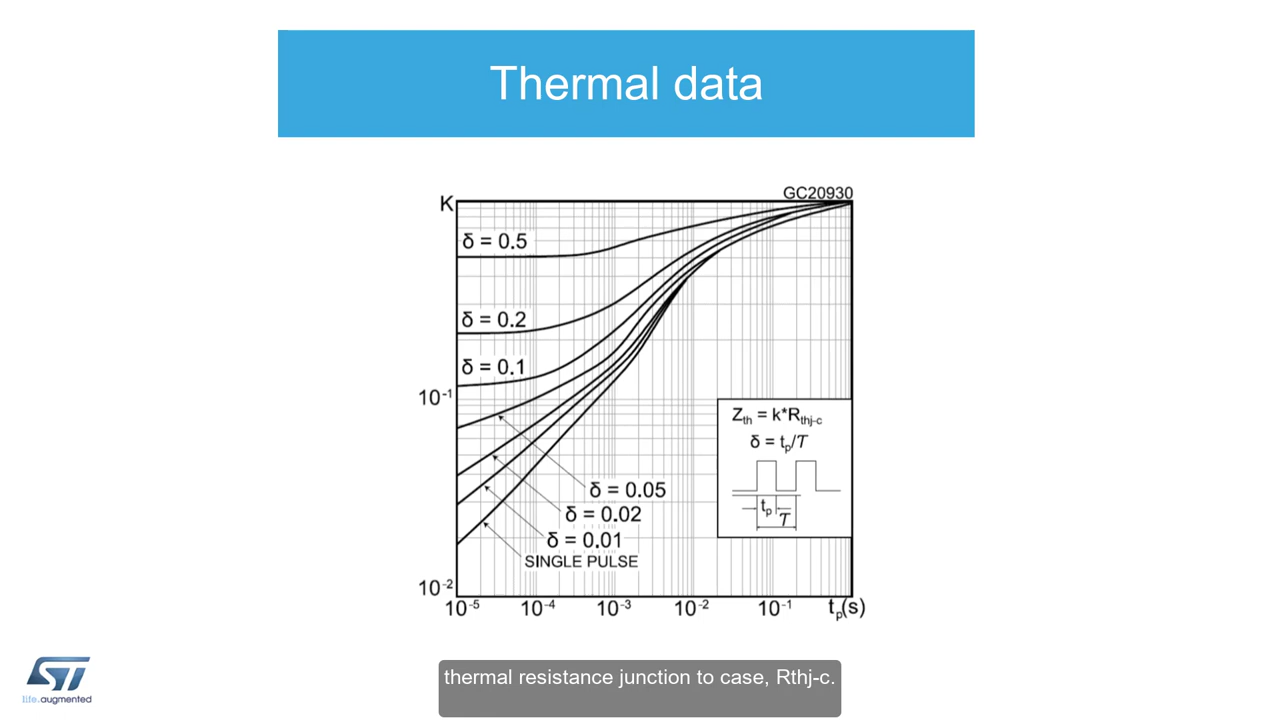 Thermal data
GC20930
K
δ = 0.5
δ = 0.2
δ = 0.1
10⁻¹
Zth = k*Rthj-c
δ = tp/Ƭ
tp
Ƭ
δ = 0.05
δ = 0.02
δ = 0.01
SINGLE PULSE
10⁻²
10⁻⁵ 10⁻⁴ 10⁻³ 10⁻² 10⁻¹ tp(s)
thermal resistance junction to case, Rthj-c.
ST
life.augmented